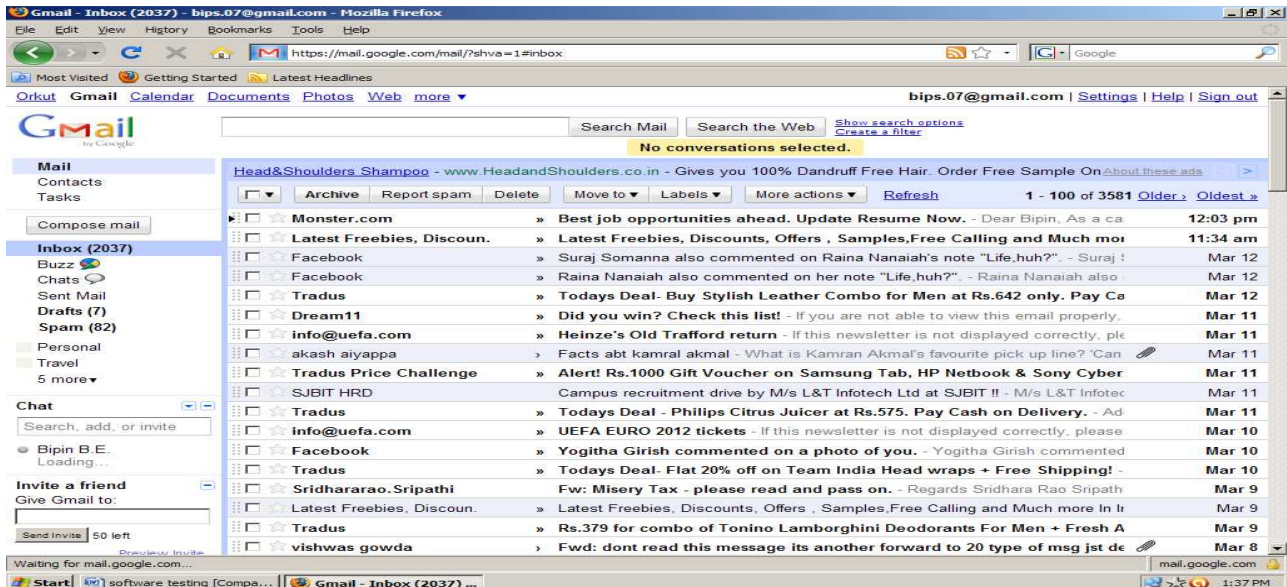 Gmail - Inbox (2037) - bips.07@gmail.com - Mozilla Firefox
File Edit View History Bookmarks Tools Help
https://mail.google.com/mail/?shva=1#inbox
Google
Most Visited Getting Started Latest Headlines
Orkut Gmail Calendar Documents Photos Web more ▼
bips.07@gmail.com | Settings | Help | Sign out
Gmail
by Google
Search Mail Search the Web Show search options
Create a filter
No conversations selected.
Mail
Contacts
Tasks
Compose mail
Inbox (2037)
Buzz
Chats
Sent Mail
Drafts (7)
Spam (82)
Personal
Travel
5 more▼
Chat
Search, add, or invite
Bipin B.E.
Loading...
Invite a friend
Give Gmail to:
Send Invite 50 left
Preview Invite
Head&Shoulders Shampoo - www.HeadandShoulders.co.in - Gives you 100% Dandruff Free Hair. Order Free Sample On About these ads >
Archive Report spam Delete Move to ▼ Labels ▼ More actions ▼ Refresh 1 - 100 of 3581 Older › Oldest »
Monster.com » Best job opportunities ahead. Update Resume Now. - Dear Bipin, As a ca 12:03 pm
Latest Freebies, Discoun. » Latest Freebies, Discounts, Offers , Samples,Free Calling and Much mor 11:34 am
Facebook » Suraj Somanna also commented on Raina Nanaiah's note "Life,huh?". - Suraj Mar 12
Facebook » Raina Nanaiah also commented on her note "Life,huh?". - Raina Nanaiah also Mar 12
Tradus » Todays Deal- Buy Stylish Leather Combo for Men at Rs.642 only. Pay Ca Mar 12
Dream11 » Did you win? Check this list! - If you are not able to view this email properly, Mar 11
info@uefa.com » Heinze's Old Trafford return - If this newsletter is not displayed correctly, ple Mar 11
akash aiyappa › Facts abt kamral akmal - What is Kamran Akmal's favourite pick up line? 'Can Mar 11
Tradus Price Challenge » Alert! Rs.1000 Gift Voucher on Samsung Tab, HP Netbook & Sony Cyber Mar 11
SJBIT HRD Campus recruitment drive by M/s L&T Infotech Ltd at SJBIT !! - M/s L&T Infotec Mar 11
Tradus » Todays Deal - Philips Citrus Juicer at Rs.575. Pay Cash on Delivery. - Ad Mar 11
info@uefa.com » UEFA EURO 2012 tickets - If this newsletter is not displayed correctly, please Mar 10
Facebook » Yogitha Girish commented on a photo of you. - Yogitha Girish commented Mar 10
Tradus » Todays Deal- Flat 20% off on Team India Head wraps + Free Shipping! - Mar 10
Sridhararao.Sripathi Fw: Misery Tax - please read and pass on. - Regards Sridhara Rao Sripath Mar 9
Latest Freebies, Discoun. » Latest Freebies, Discounts, Offers , Samples,Free Calling and Much more In Ir Mar 9
Tradus » Rs.379 for combo of Tonino Lamborghini Deodorants For Men + Fresh A Mar 9
vishwas gowda › Fwd: dont read this message its another forward to 20 type of msg jst de Mar 8
Waiting for mail.google.com...
mail.google.com
Start software testing [Compa... Gmail - Inbox (2037) ... 1:37 PM